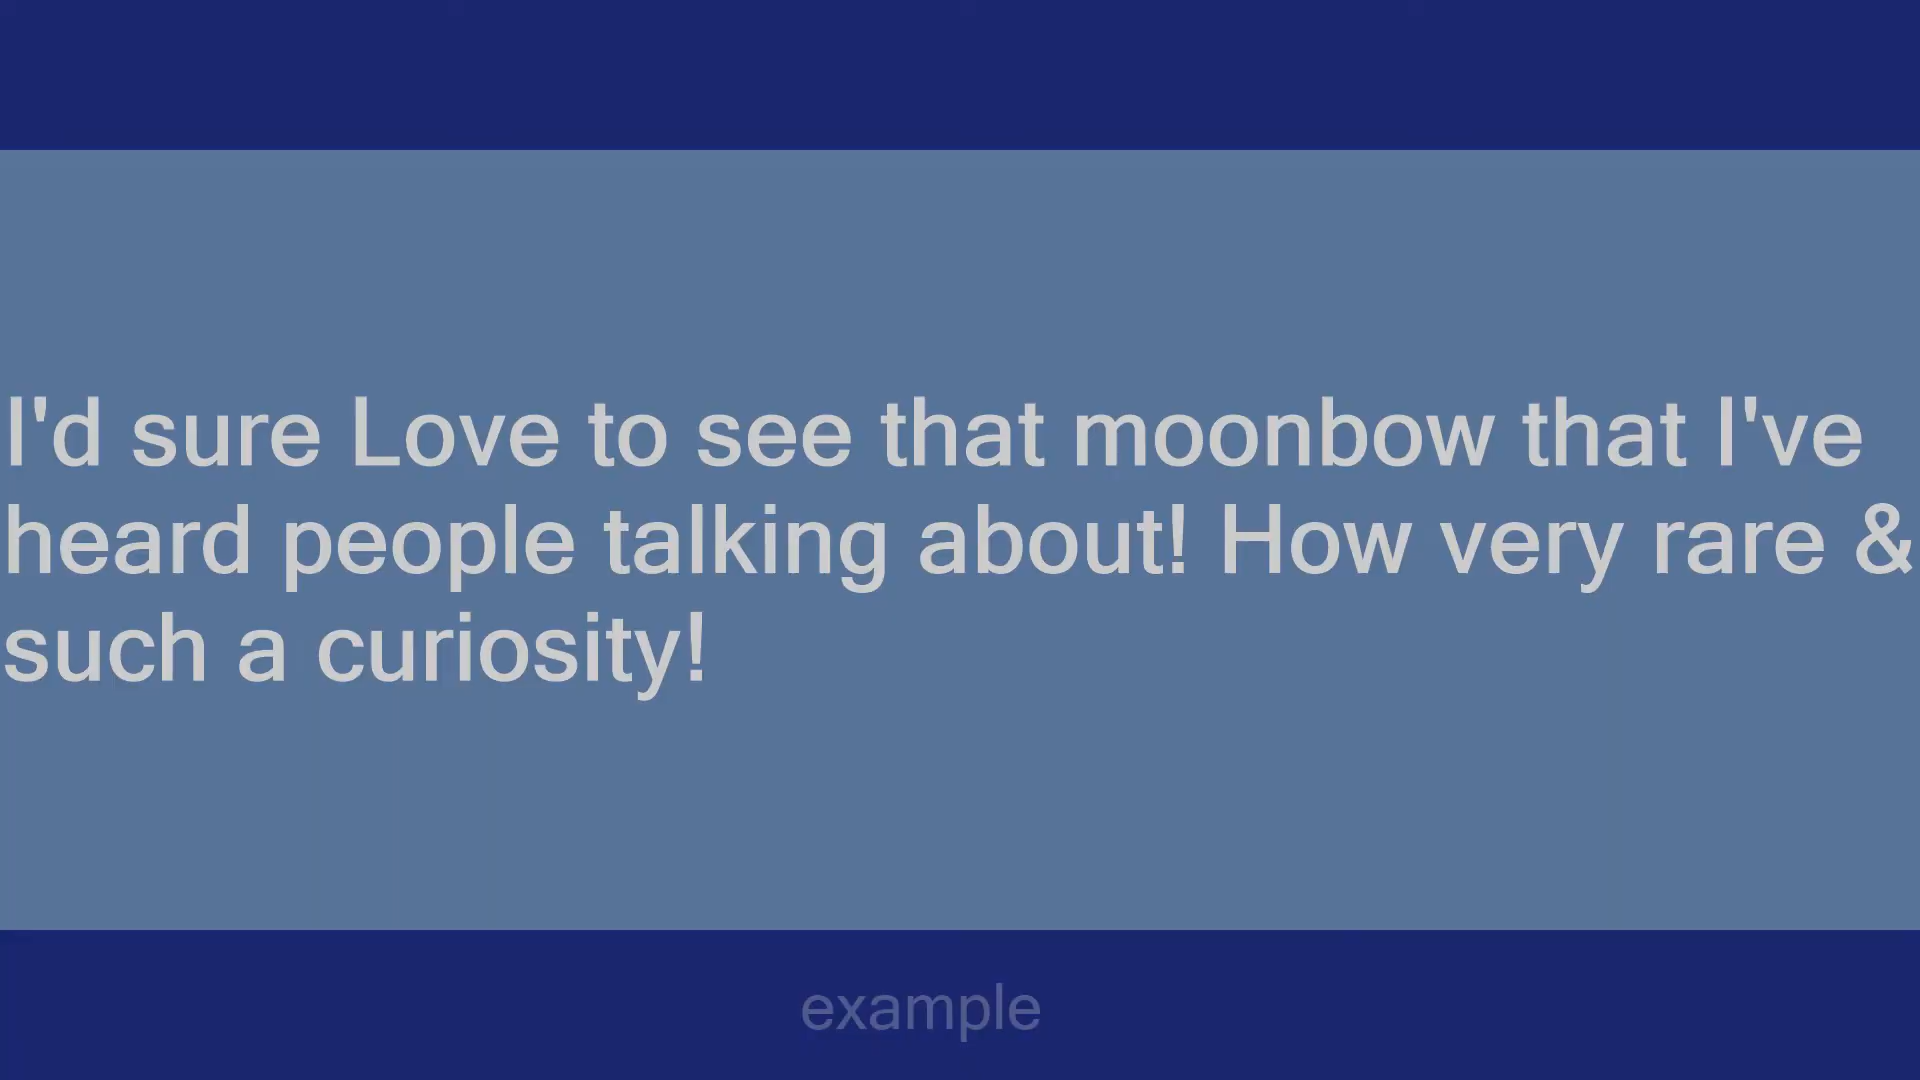 I'd sure Love to see that moonbow that I've
heard people talking about! How very rare &
such a curiosity!
example